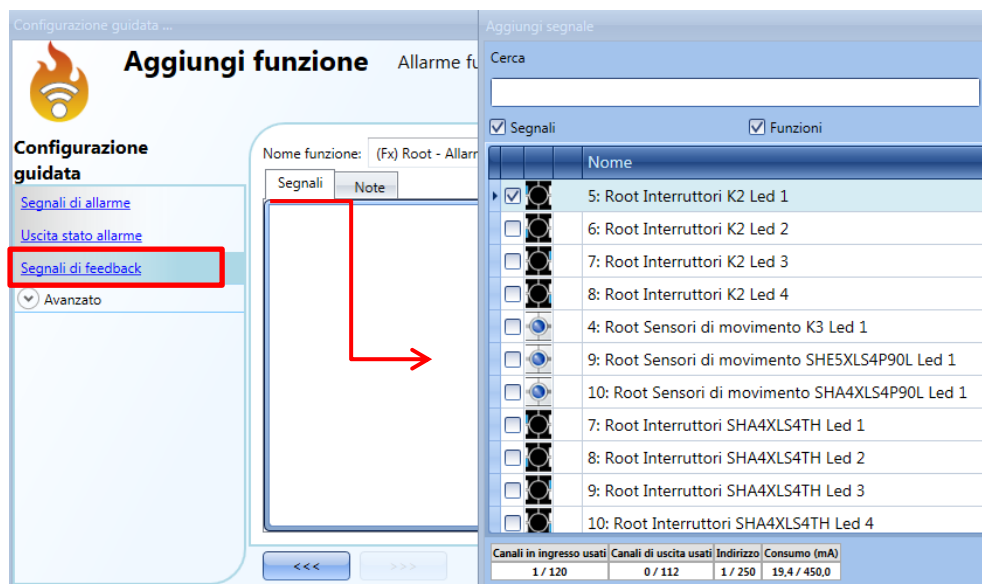 Configurazione guidata ...
Aggiungi funzione Allarme fu
Configurazione
guidata
Segnali di allarme
Uscita stato allarme
Segnali di feedback
Avanzato
Nome funzione: (Fx) Root - Allarr
Segnali Note
<<< >>>
Aggiungi segnale
Cerca
Segnali Funzioni
Nome
5: Root Interruttori K2 Led 1
6: Root Interruttori K2 Led 2
7: Root Interruttori K2 Led 3
8: Root Interruttori K2 Led 4
4: Root Sensori di movimento K3 Led 1
9: Root Sensori di movimento SHE5XLS4P90L Led 1
10: Root Sensori di movimento SHA4XLS4P90L Led 1
7: Root Interruttori SHA4XLS4TH Led 1
8: Root Interruttori SHA4XLS4TH Led 2
9: Root Interruttori SHA4XLS4TH Led 3
10: Root Interruttori SHA4XLS4TH Led 4
Canali in ingresso usati Canali di uscita usati Indirizzo Consumo (mA)
1 / 120 0 / 112 1 / 250 19,4 / 450,0